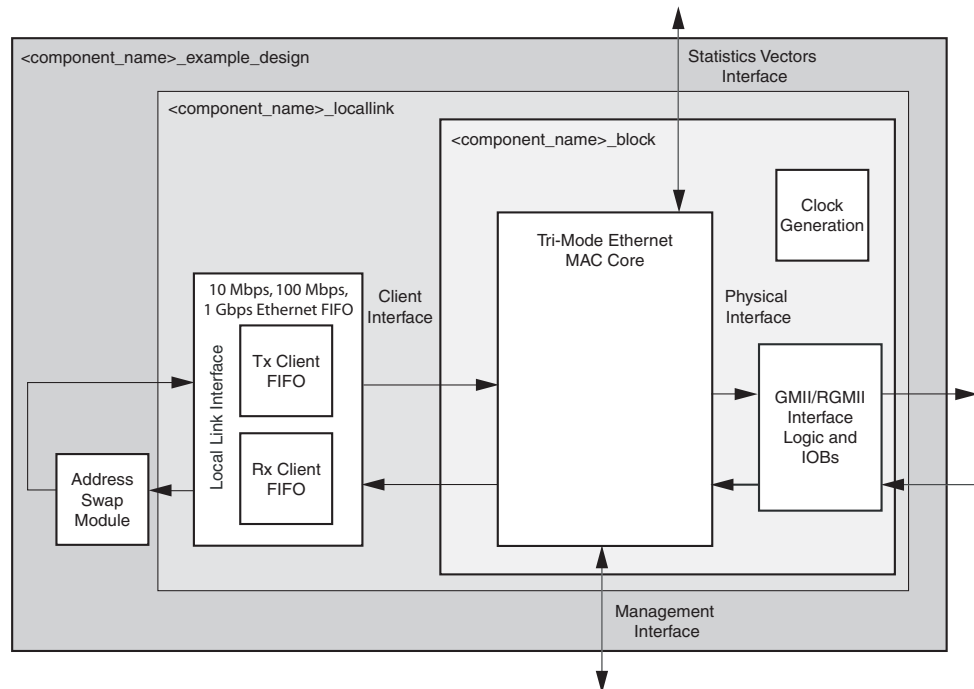 <component_name>_example_design
Statistics Vectors
Interface
<component_name>_locallink
<component_name>_block
Clock
Generation
Tri-Mode Ethernet
MAC Core
10 Mbps, 100 Mbps,
1 Gbps Ethernet FIFO
Client
Interface
Physical
Interface
Local Link Interface
Tx Client
FIFO
GMII/RGMII
Interface
Logic and
IOBs
Rx Client
FIFO
Address
Swap
Module
Management
Interface